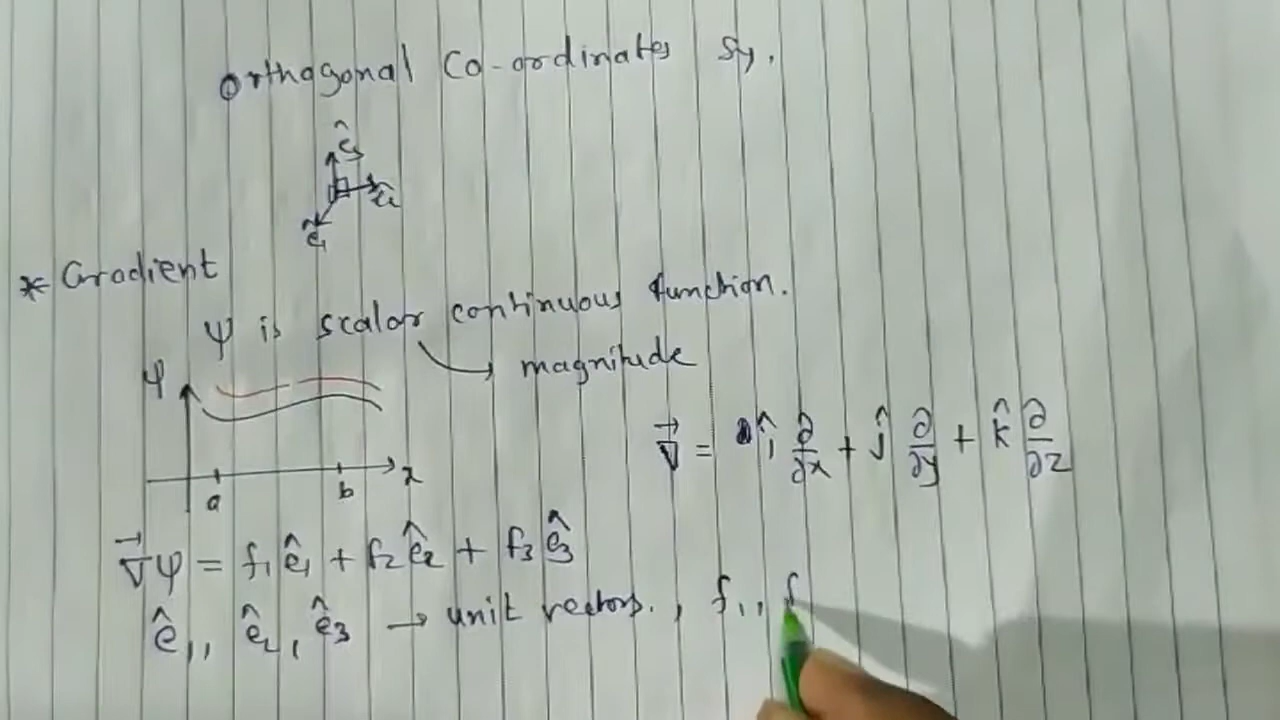 Orthogonal Co-ordinates Sy.
ê₃
ê₂
ê₁
* Gradient
ψ is scalar continuous function.
magnitude
ψ
a b x
∇⃗ = î ∂/∂x + ĵ ∂/∂y + k̂ ∂/∂z
∇⃗ψ = f₁ê₁ + f₂ê₂ + f₃ê₃
ê₁, ê₂, ê₃ → unit vectors. , f₁, f